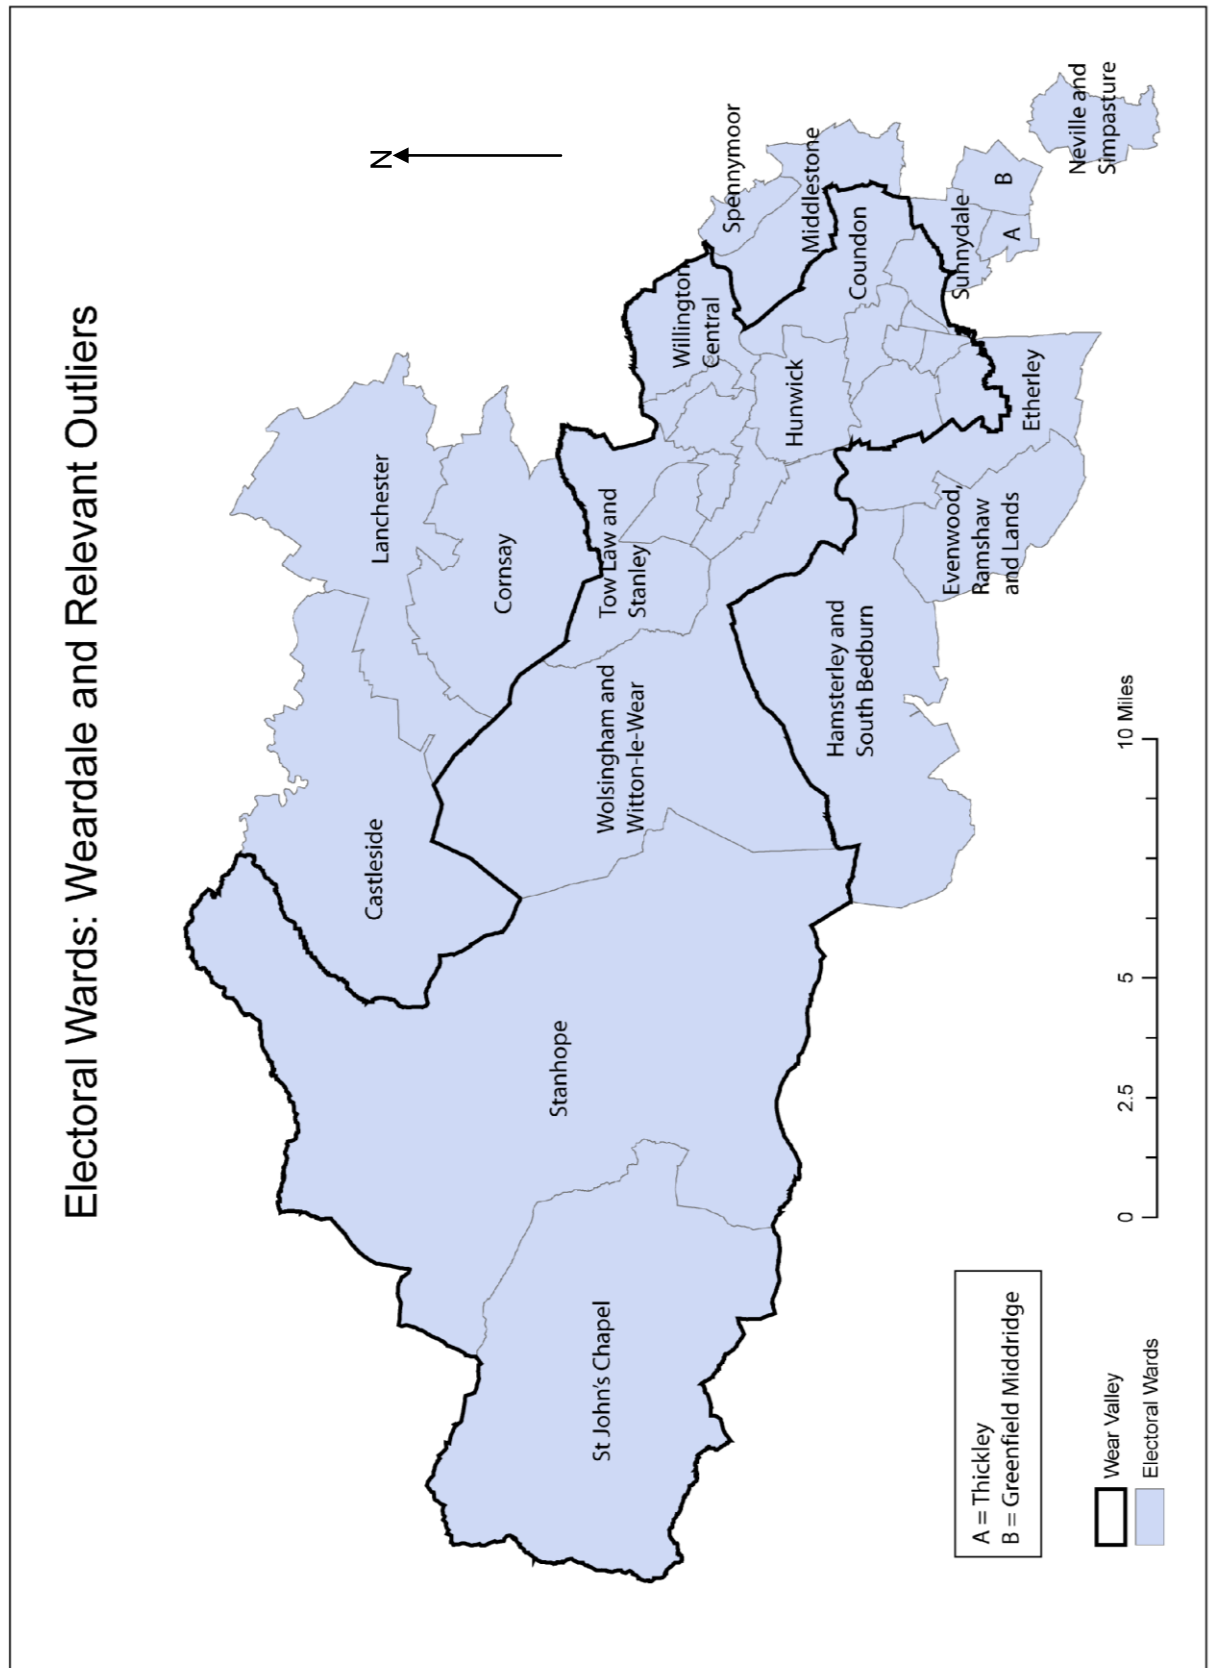 Electoral Wards: Weardale and Relevant Outliers
N
Lanchester
Castleside
Cornsay
Stanhope
St John's Chapel
Wolsingham and
Witton-le-Wear
Tow Law and
Stanley
Willington
Central
Spennymoor
Middlestone
Hunwick
Coundon
Hamsterley and
South Bedburn
Evenwood,
Ramshaw
and Lands
Etherley
Sunnydale
A
B
Neville and
Simpasture
A = Thickley
B = Greenfield Middridge
Wear Valley
Electoral Wards
0 2.5 5 10 Miles